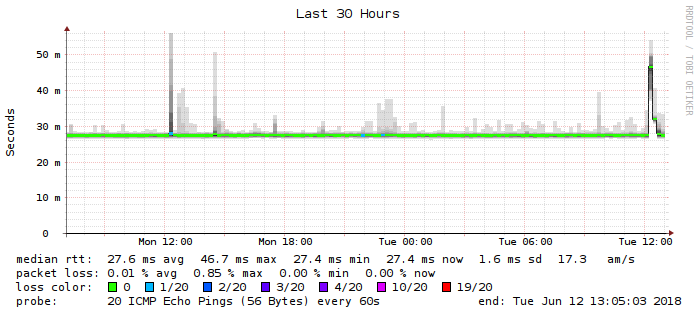 Last 30 Hours
RRDTOOL / TOBI OETIKER
Seconds
50 m
40 m
30 m
20 m
10 m
0
Mon 12:00 Mon 18:00 Tue 00:00 Tue 06:00 Tue 12:00
median rtt: 27.6 ms avg 46.7 ms max 27.4 ms min 27.4 ms now 1.6 ms sd 17.3 am/s
packet loss: 0.01 % avg 0.85 % max 0.00 % min 0.00 % now
loss color: 0 1/20 2/20 3/20 4/20 10/20 19/20
probe: 20 ICMP Echo Pings (56 Bytes) every 60s end: Tue Jun 12 13:05:03 2018